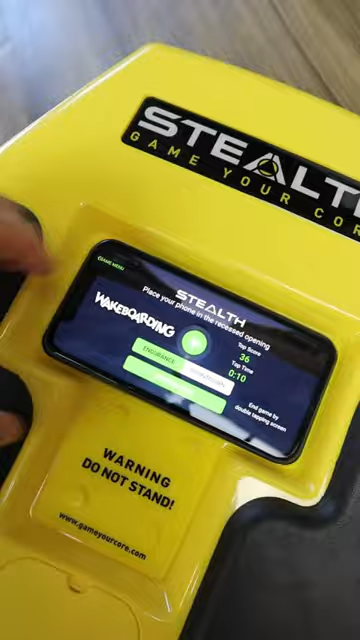 STEALTH
GAME YOUR CORE
GAME MENU
STEALTH
Place your phone in the recessed opening
WAKEBOARDING
Top Score
36
Top Time
0:10
ENDURANCE
End game by
double tapping screen
WARNING
DO NOT STAND!
www.gameyourcore.com